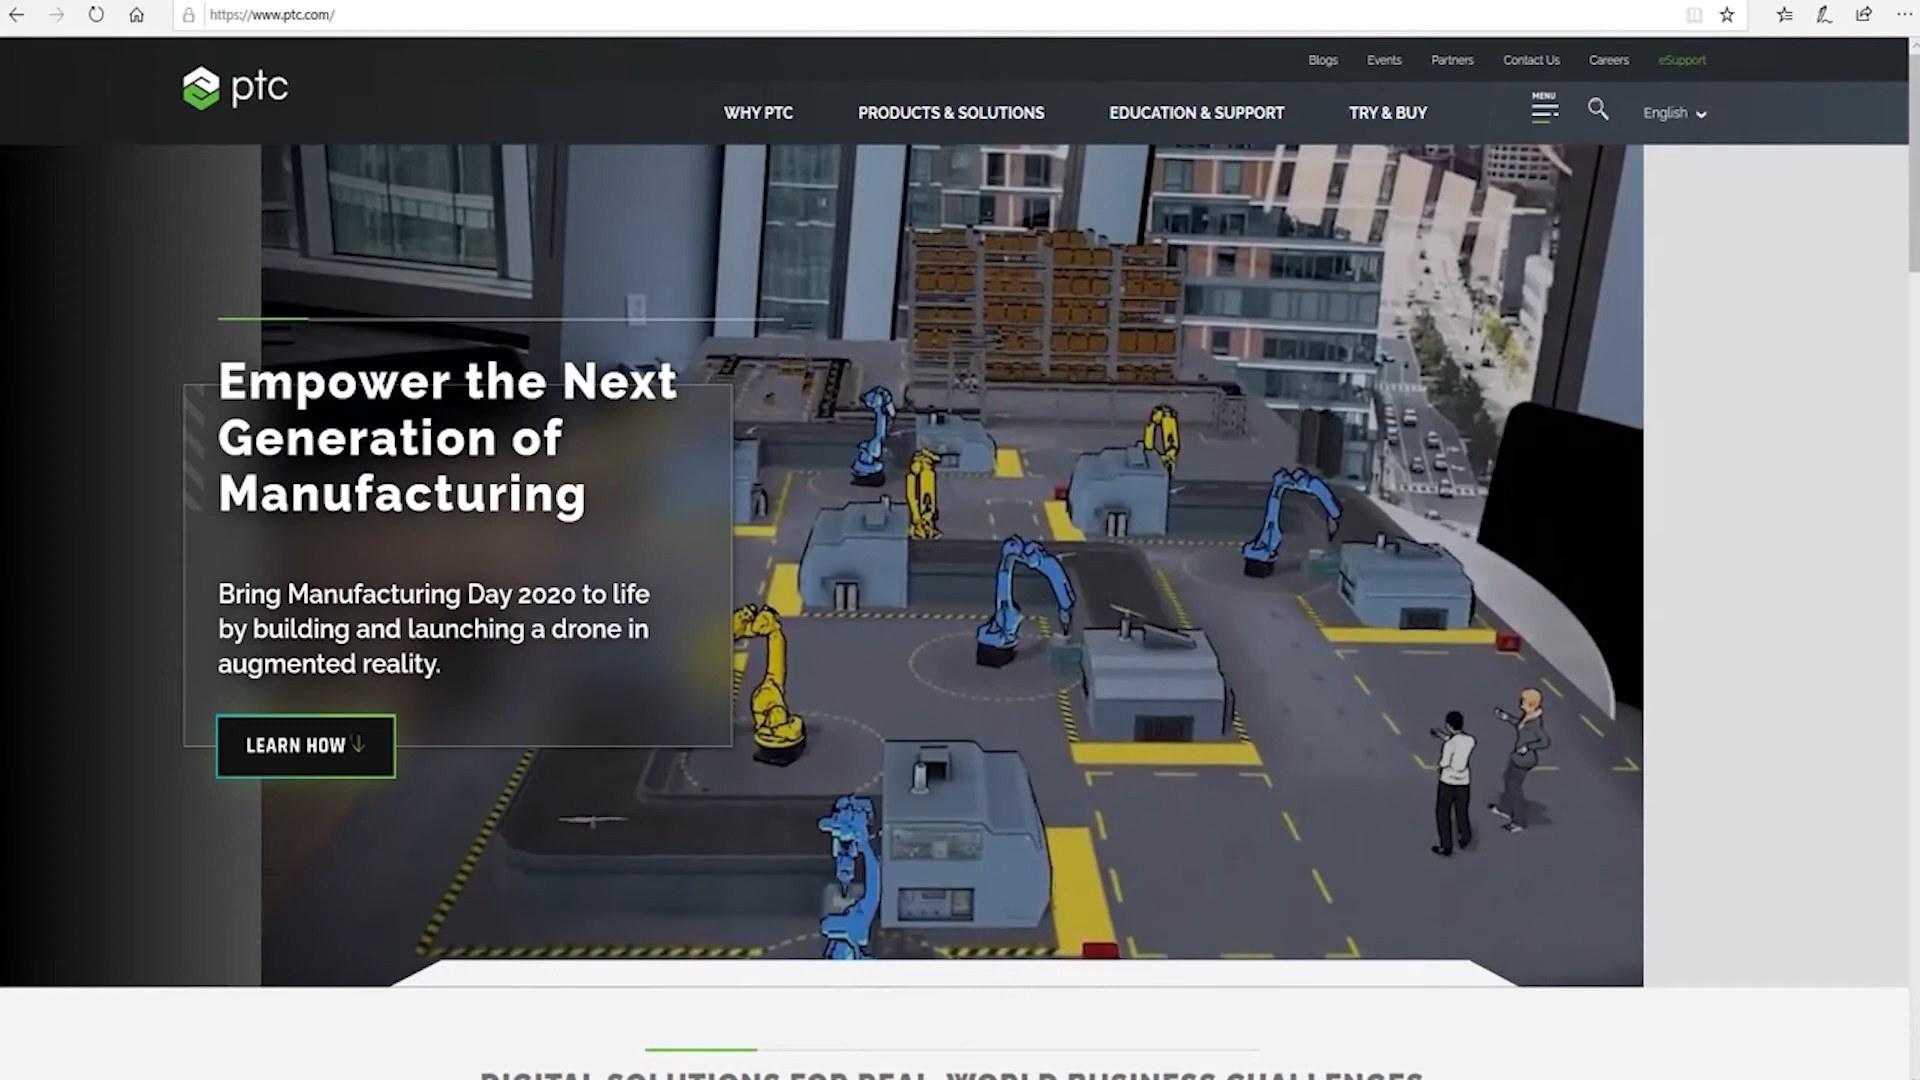 https://www.ptc.com/
Blogs Events Partners Contact Us Careers eSupport
ptc
WHY PTC PRODUCTS & SOLUTIONS EDUCATION & SUPPORT TRY & BUY MENU English
Empower the Next
Generation of
Manufacturing
Bring Manufacturing Day 2020 to life
by building and launching a drone in
augmented reality.
LEARN HOW
DIGITAL SOLUTIONS FOR REAL-WORLD BUSINESS CHALLENGES